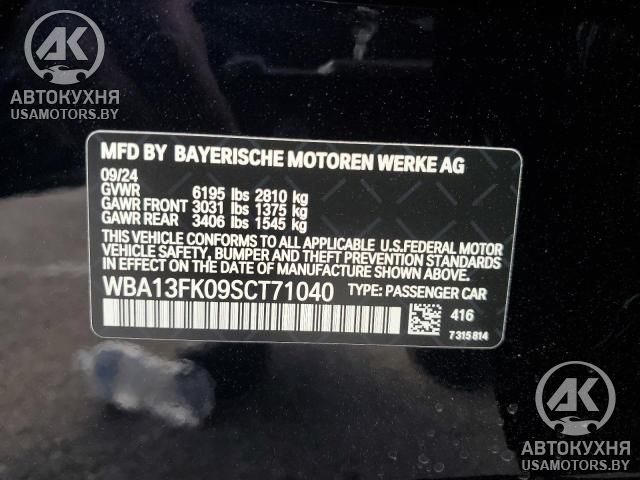 AK
АВТОКУХНЯ
USAMOTORS.BY
MFD BY BAYERISCHE MOTOREN WERKE AG
09/24
GVWR 6195 lbs 2810 kg
GAWR FRONT 3031 lbs 1375 kg
GAWR REAR 3406 lbs 1545 kg
THIS VEHICLE CONFORMS TO ALL APPLICABLE U.S.FEDERAL MOTOR
VEHICLE SAFETY, BUMPER AND THEFT PREVENTION STANDARDS IN
EFFECT ON THE DATE OF MANUFACTURE SHOWN ABOVE.
WBA13FK09SCT71040 TYPE: PASSENGER CAR
416
7315814
AK
АВТОКУХНЯ
USAMOTORS.BY